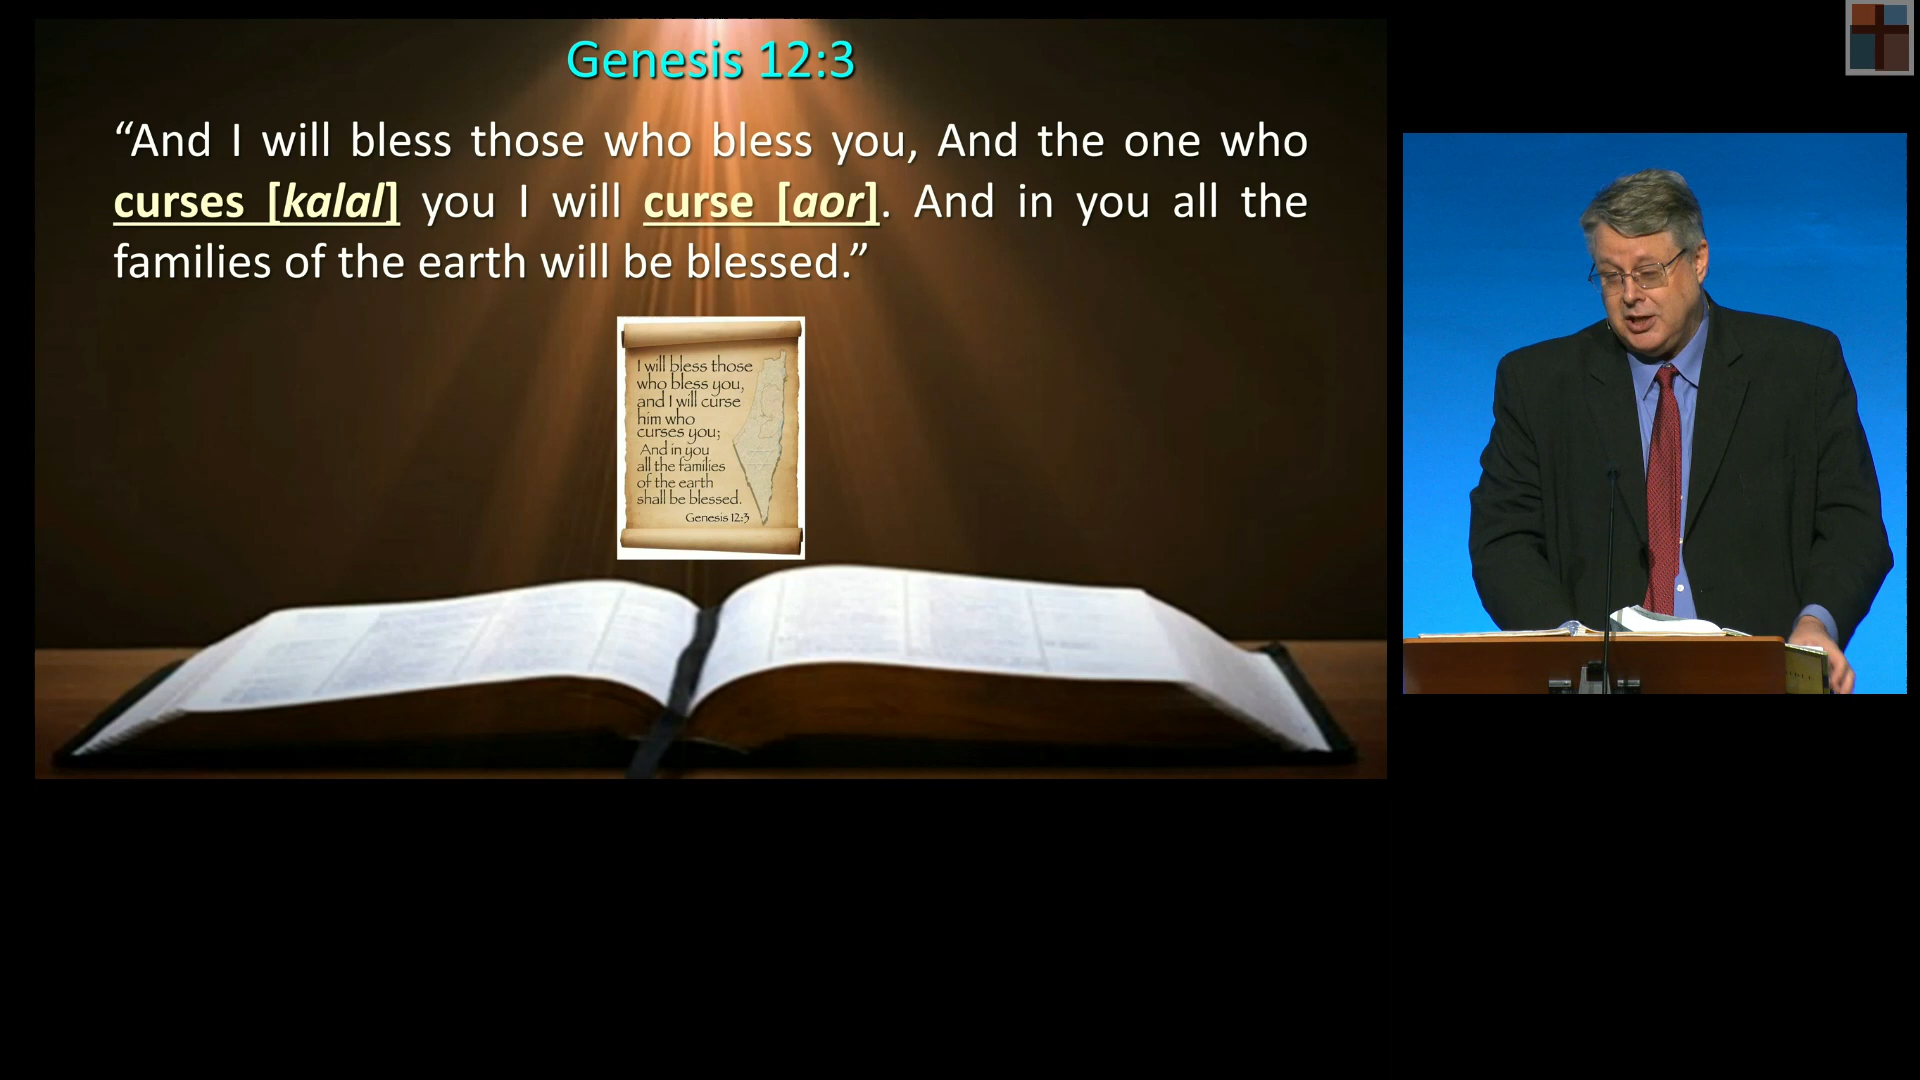 Genesis 12:3
“And I will bless those who bless you, And the one who
curses [kalal] you I will curse [aor]. And in you all the
families of the earth will be blessed.”
I will bless those
who bless you,
and I will curse
him who
curses you;
And in you
all the families
of the earth
shall be blessed.
Genesis 12:3